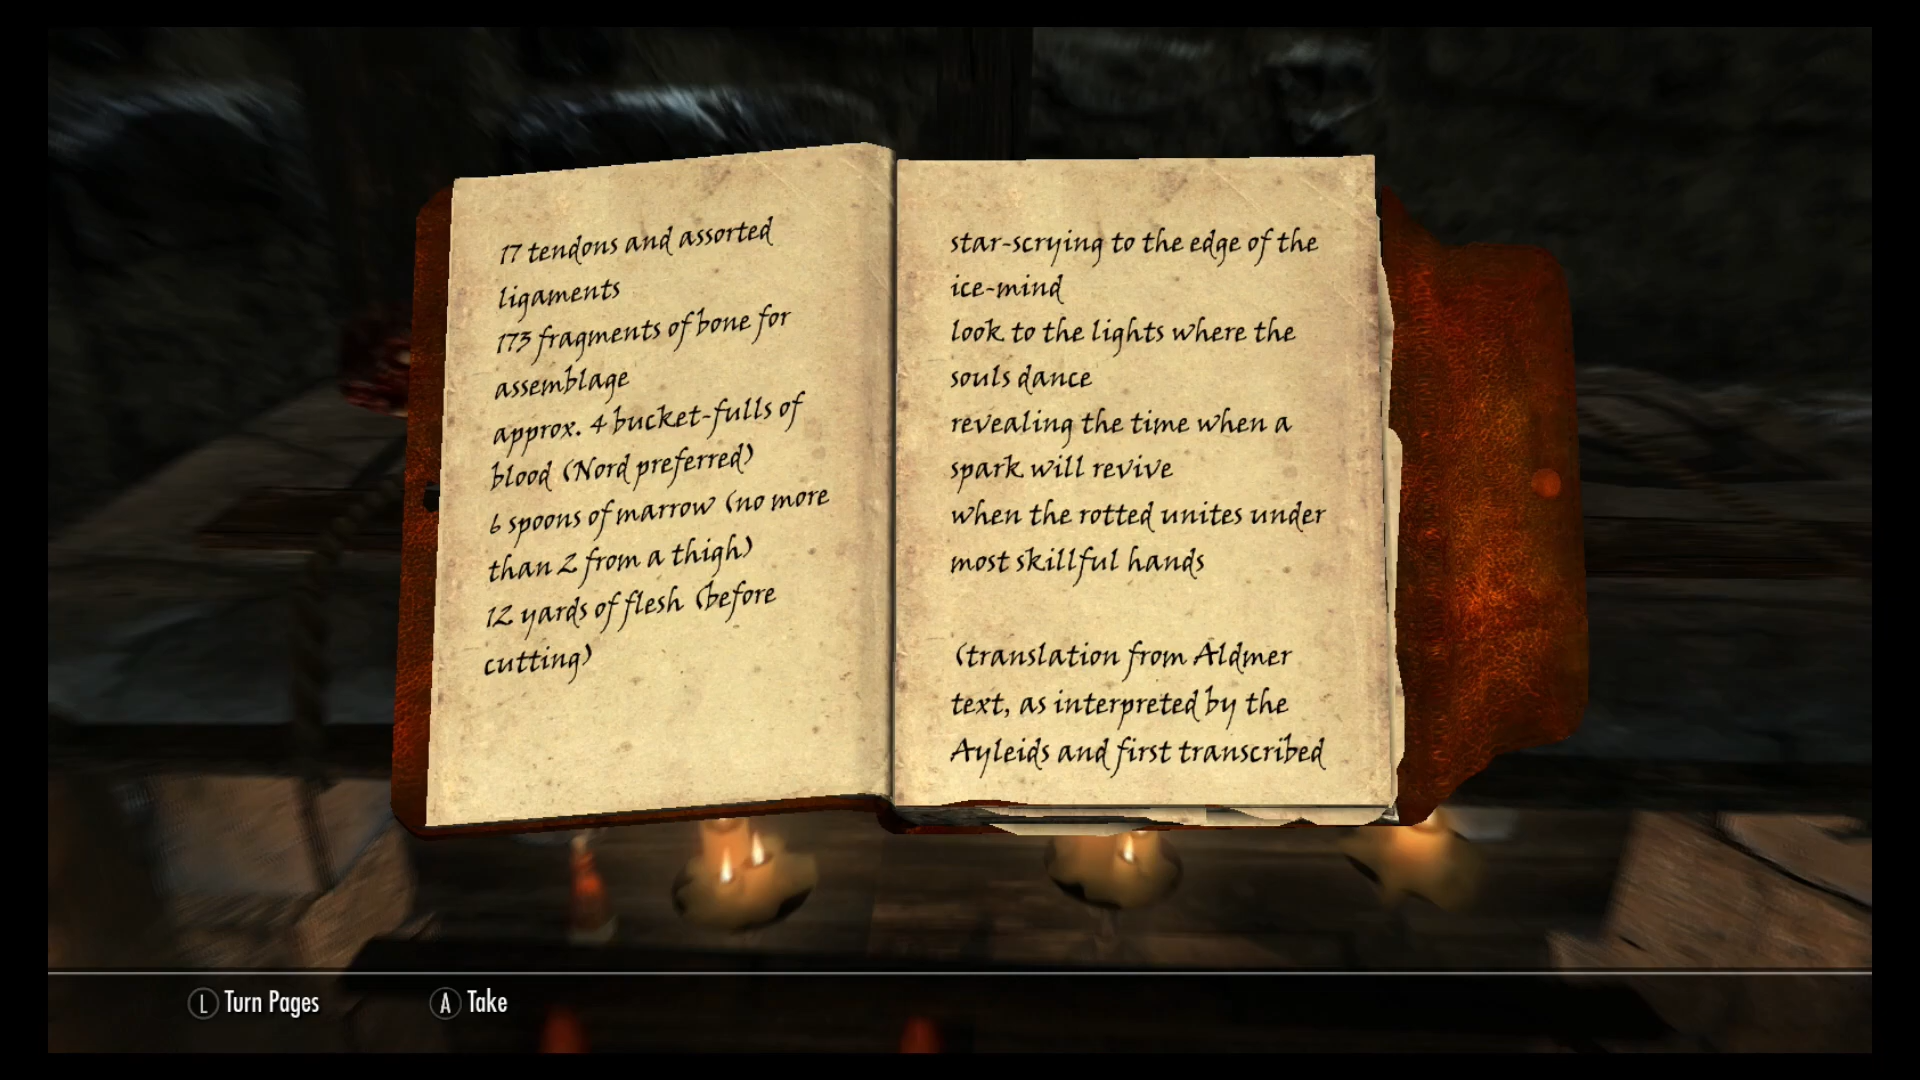 17 tendons and assorted
ligaments
173 fragments of bone for
assemblage
approx. 4 bucket-fulls of
blood (Nord preferred)
6 spoons of marrow (no more
than 2 from a thigh)
12 yards of flesh (before
cutting)
star-scrying to the edge of the
ice-mind
look to the lights where the
souls dance
revealing the time when a
spark will revive
when the rotted unites under
most skillful hands
(translation from Aldmer
text, as interpreted by the
Ayleids and first transcribed
L Turn Pages
A Take